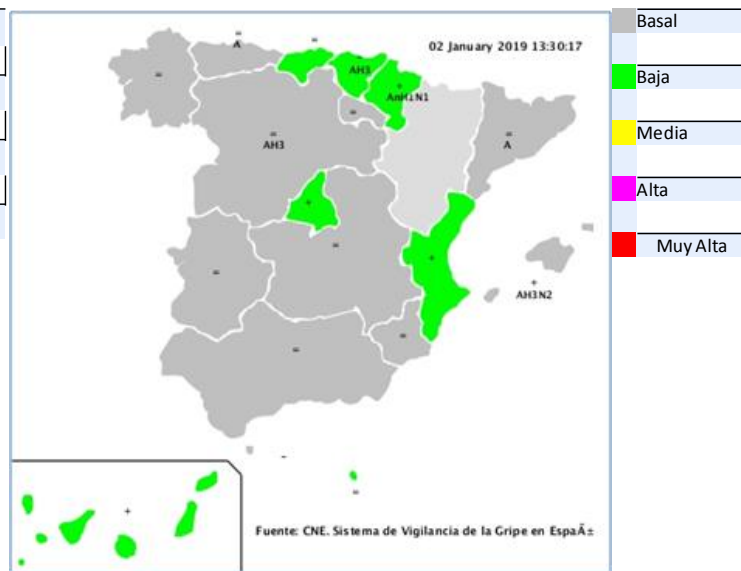 02 January 2019 13:30:17
=
A
=
=
AH3
+
AnH1N1
=
=
AH3
=
A
+
=
+
=
+
AH3N2
=
=
-
=
+
Fuente: CNE. Sistema de Vigilancia de la Gripe en EspaÃ±
Basal
Baja
Media
Alta
Muy Alta